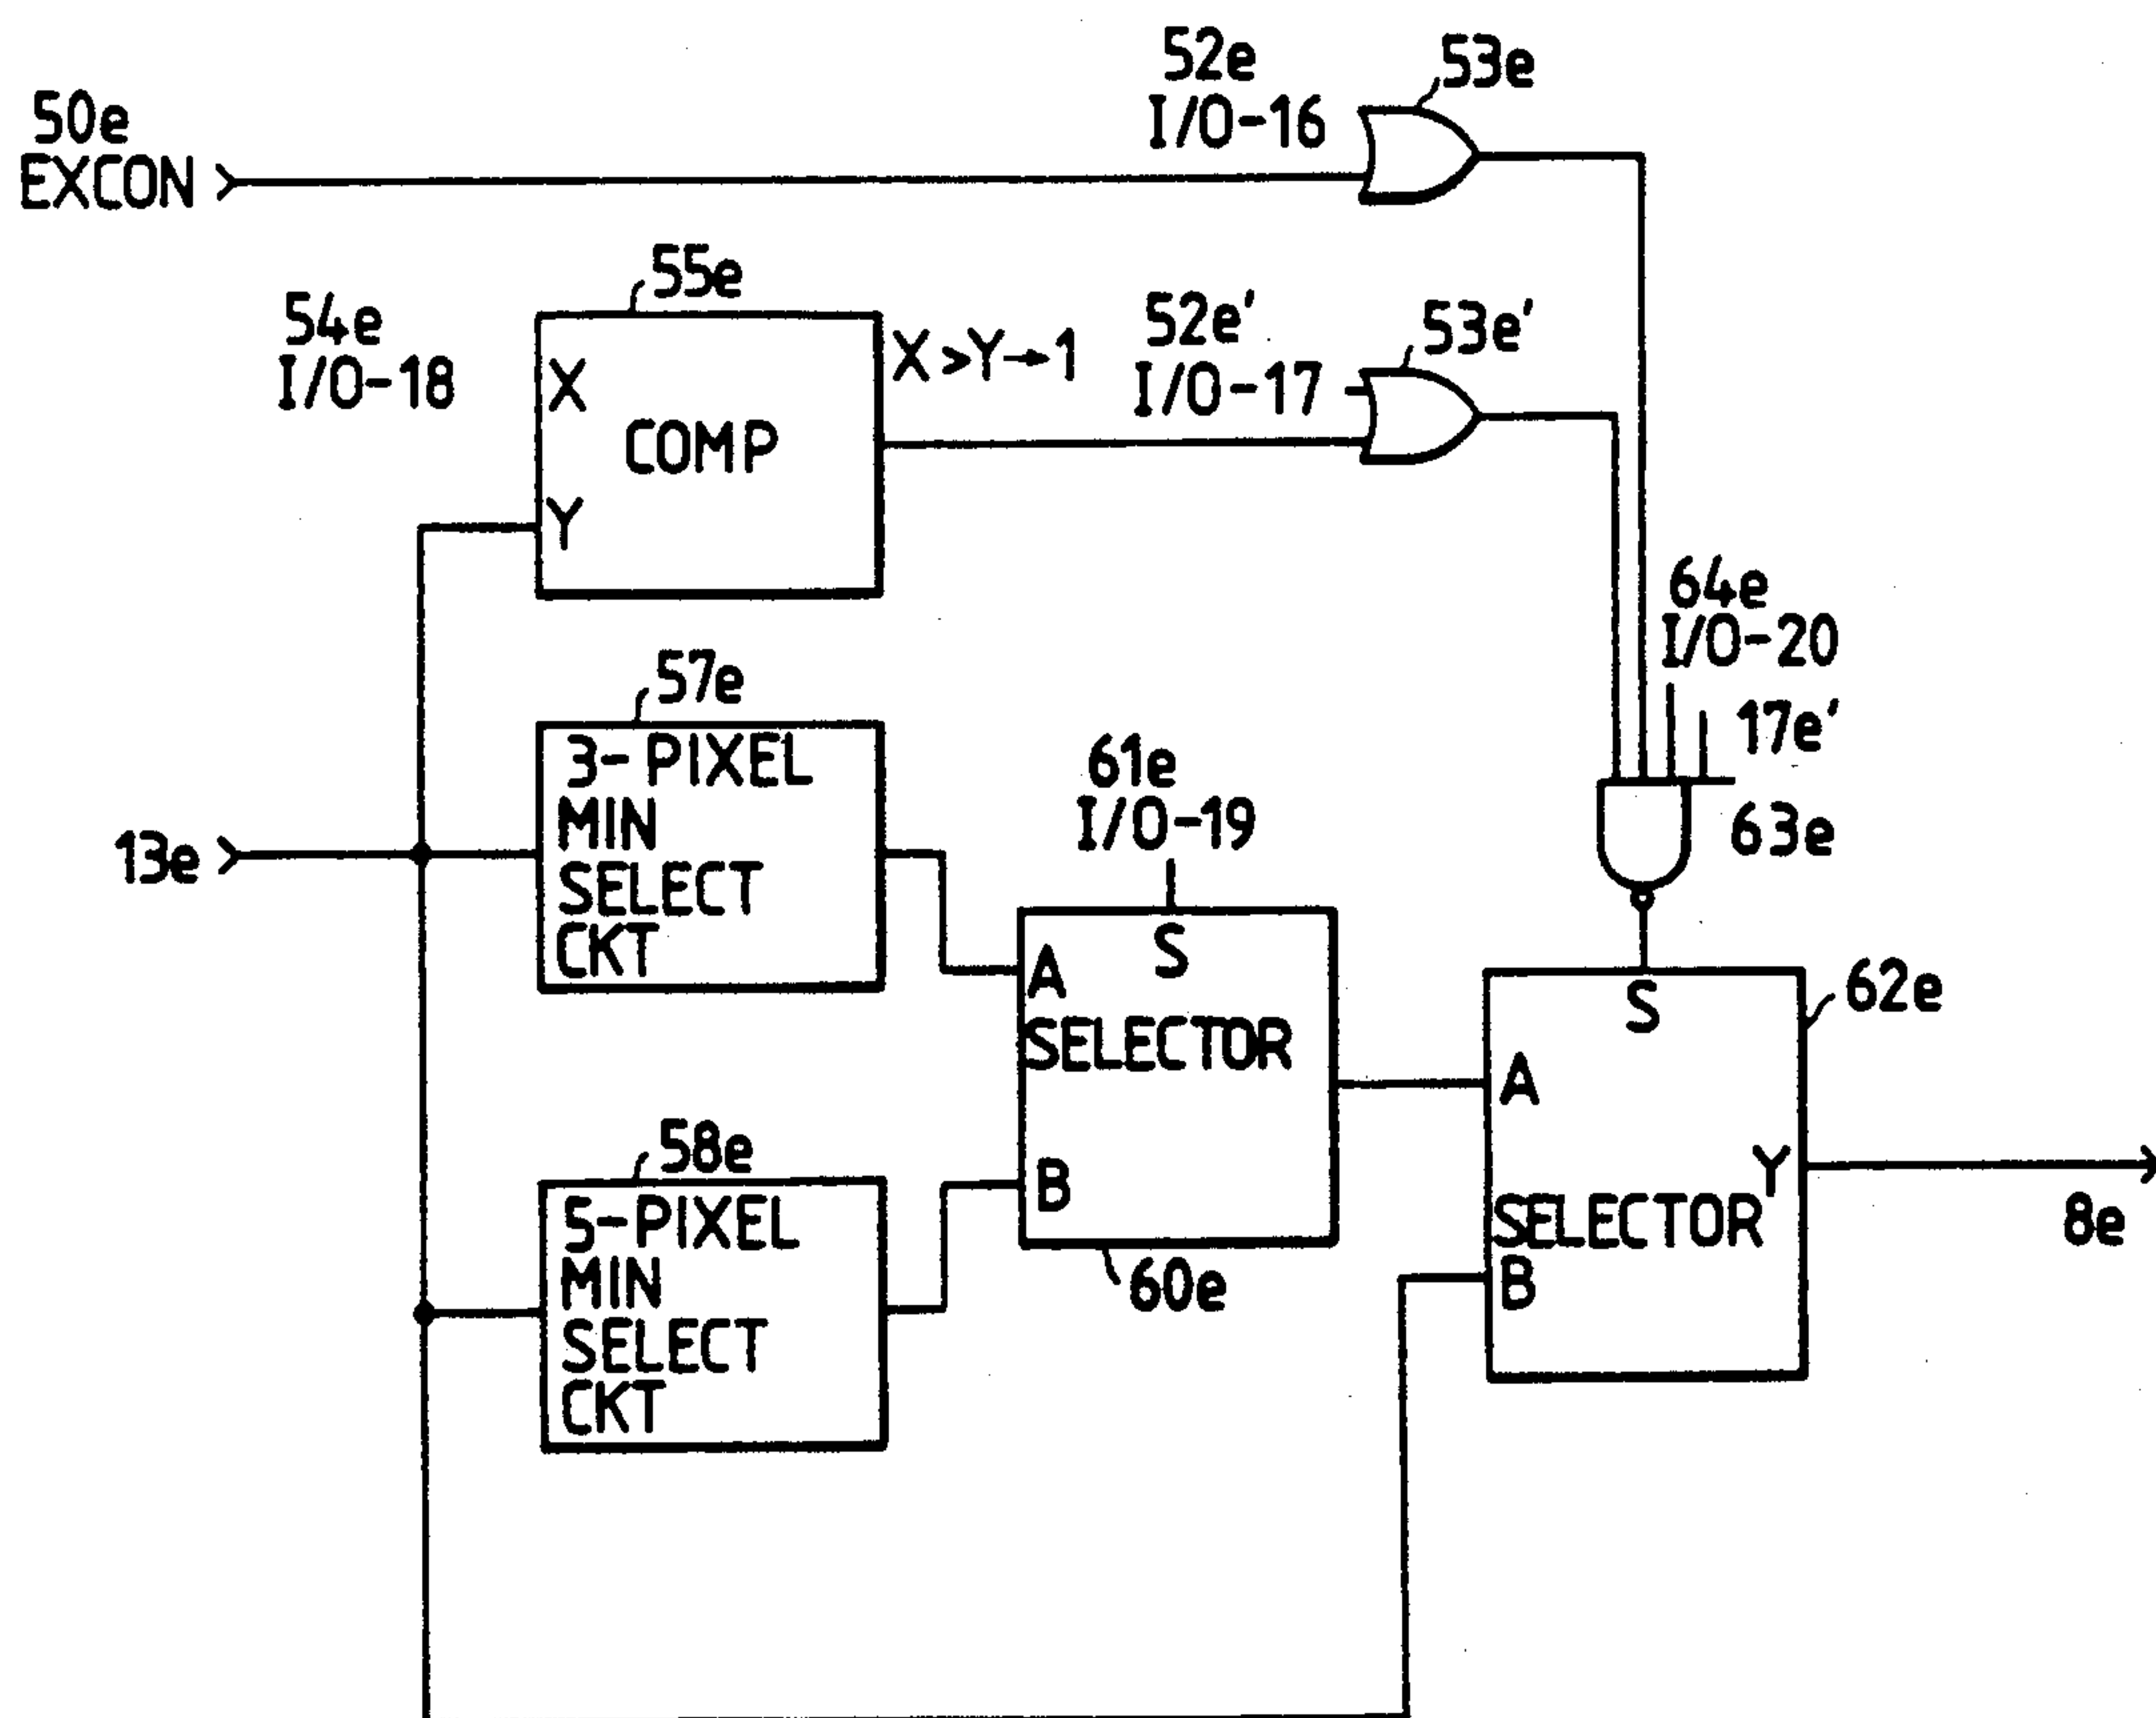 52e
I/O-16
53e
50e
EXCON
55e
54e
I/O-18
X
COMP
Y
X>Y→1
52e'
I/O-17
53e'
64e
I/O-20
17e'
63e
57e
3-PIXEL
MIN
SELECT
CKT
13e
61e
I/O-19
S
A
SELECTOR
B
60e
58e
5-PIXEL
MIN
SELECT
CKT
S
62e
A
Y
SELECTOR
B
8e